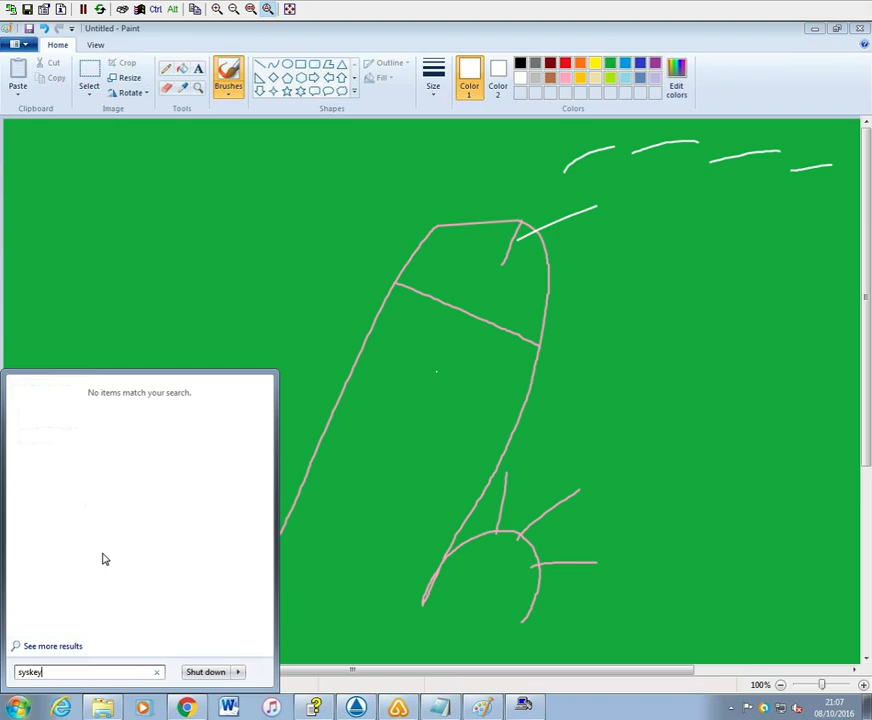 Ctrl Alt
Untitled - Paint
Home View
Paste
Cut
Copy
Clipboard
Select
Crop
Resize
Rotate
Image
Tools
Brushes
Shapes
Outline
Fill
Size
Color 1
Color 2
Edit colors
Colors
No items match your search.
See more results
syskey
Shut down
100%
21:07
08/10/2016